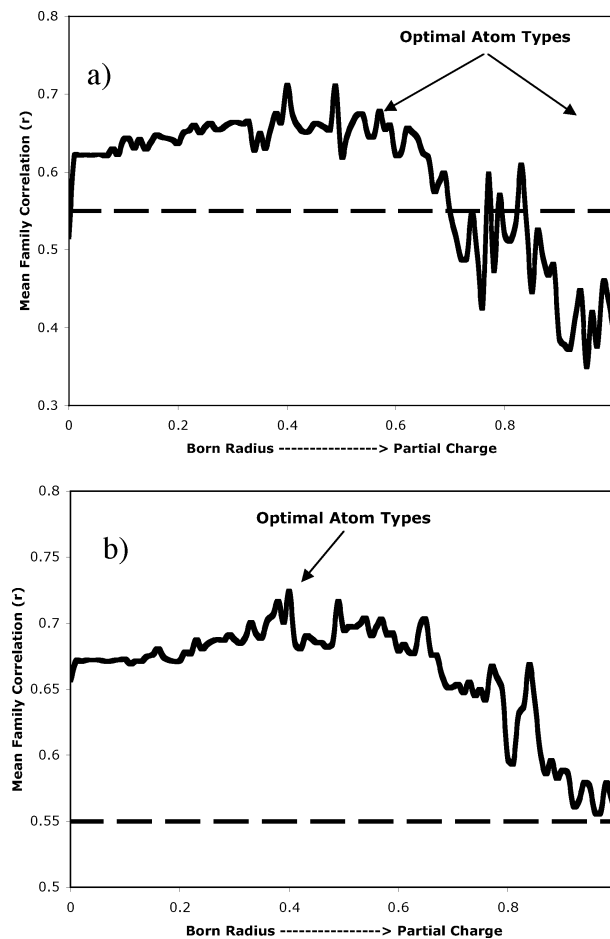 0.8
Optimal Atom Types
a)
0.7
0.6
Mean Family Correlation (r)
0.5
0.4
0.3
0
0.2
0.4
0.6
0.8
Born Radius -----------------> Partial Charge
0.8
Optimal Atom Types
b)
0.75
0.7
Mean Family Correlation (r)
0.65
0.6
0.55
0.5
0
0.2
0.4
0.6
0.8
Born Radius -----------------> Partial Charge